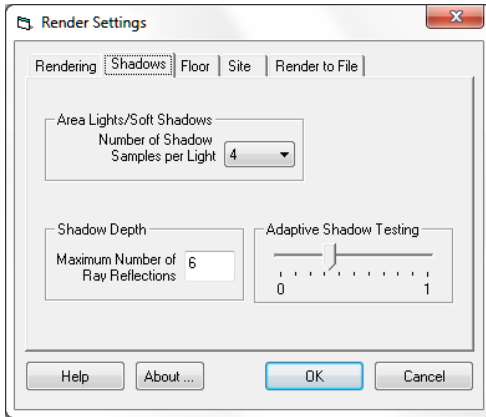 Render Settings
Rendering Shadows Floor Site Render to File
Area Lights/Soft Shadows
Number of Shadow
Samples per Light 4
Shadow Depth
Maximum Number of
Ray Reflections 6
Adaptive Shadow Testing
0 1
Help About ... OK Cancel